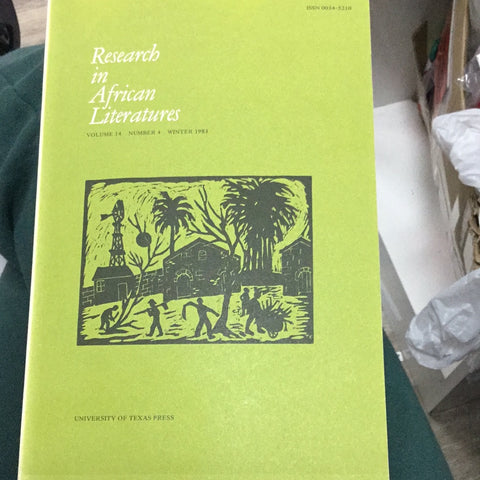 ISSN 0034-5210
Research
in
African
Literatures
VOLUME 14 NUMBER 4 WINTER 1983
UNIVERSITY OF TEXAS PRESS